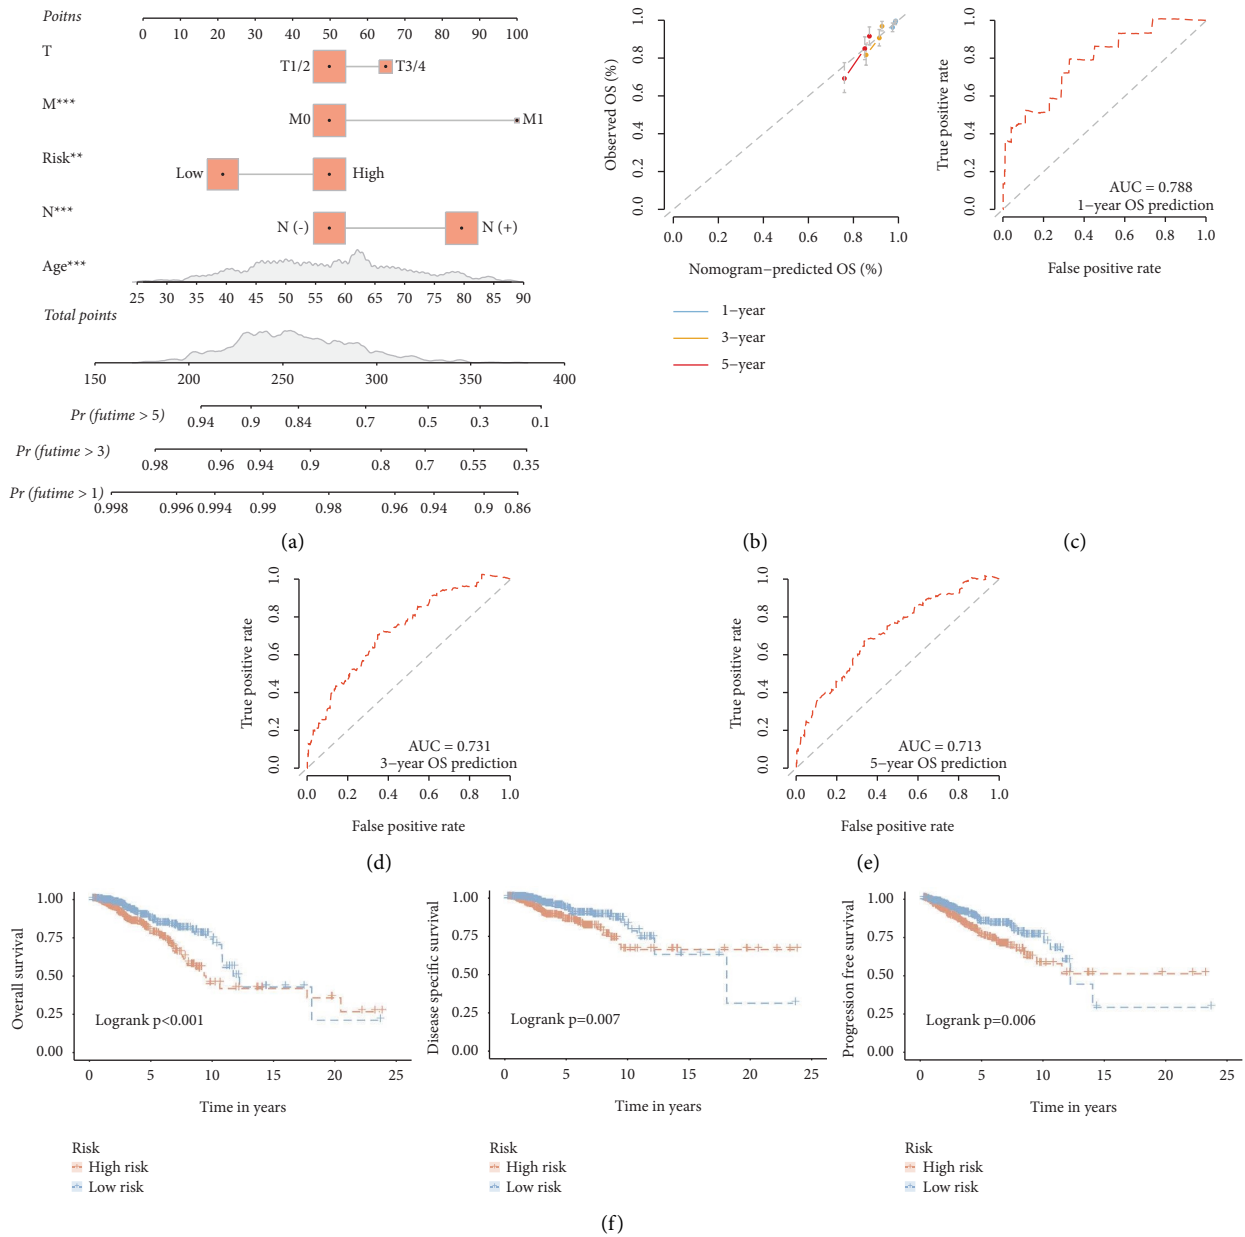 Poitns
0 10 20 30 40 50 60 70 80 90 100
T
T1/2 T3/4
M***
M0 M1
Risk**
Low High
N***
N (-) N (+)
Age***
25 30 35 40 45 50 55 60 65 70 75 80 85 90
Total points
150 200 250 300 350 400
Pr (futime > 5)
0.94 0.9 0.84 0.7 0.5 0.3 0.1
Pr (futime > 3)
0.98 0.96 0.94 0.9 0.8 0.7 0.55 0.35
Pr (futime > 1)
0.998 0.996 0.994 0.99 0.98 0.96 0.94 0.9 0.86
(a)
Observed OS (%)
1.0
0.8
0.6
0.4
0.2
0.0
0.0 0.2 0.4 0.6 0.8 1.0
Nomogram−predicted OS (%)
1−year
3−year
5−year
(b)
True positive rate
1.0
0.8
0.6
0.4
0.2
0.0
AUC = 0.788
1−year OS prediction
0.0 0.2 0.4 0.6 0.8 1.0
False positive rate
(c)
True positive rate
1.0
0.8
0.6
0.4
0.2
0.0
AUC = 0.731
3−year OS prediction
0.0 0.2 0.4 0.6 0.8 1.0
False positive rate
(d)
True positive rate
1.0
0.8
0.6
0.4
0.2
0.0
AUC = 0.713
5−year OS prediction
0.0 0.2 0.4 0.6 0.8 1.0
False positive rate
(e)
Overall survival
1.00
0.75
0.50
0.25
0.00
Logrank p<0.001
0 5 10 15 20 25
Time in years
Risk
High risk
Low risk
Disease specific survival
1.00
0.75
0.50
0.25
0.00
Logrank p=0.007
0 5 10 15 20 25
Time in years
Risk
High risk
Low risk
Progression free survival
1.00
0.75
0.50
0.25
0.00
Logrank p=0.006
0 5 10 15 20 25
Time in years
Risk
High risk
Low risk
(f)